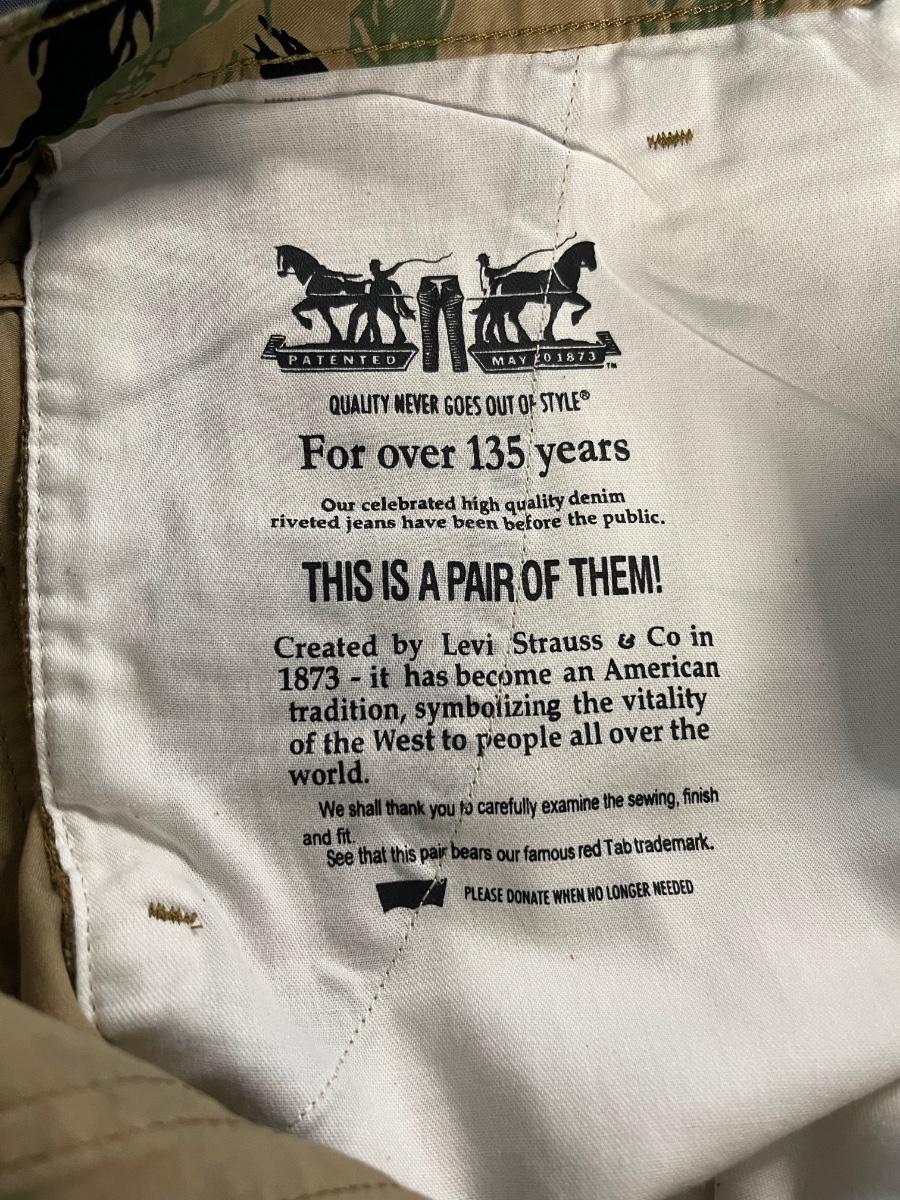 PATENTED MAY 20 1873 ™
QUALITY NEVER GOES OUT OF STYLE®
For over 135 years
Our celebrated high quality denim
riveted jeans have been before the public.
THIS IS A PAIR OF THEM!
Created by Levi Strauss & Co in
1873 - it has become an American
tradition, symbolizing the vitality
of the West to people all over the
world.
We shall thank you to carefully examine the sewing, finish
and fit.
See that this pair bears our famous red Tab trademark.
PLEASE DONATE WHEN NO LONGER NEEDED